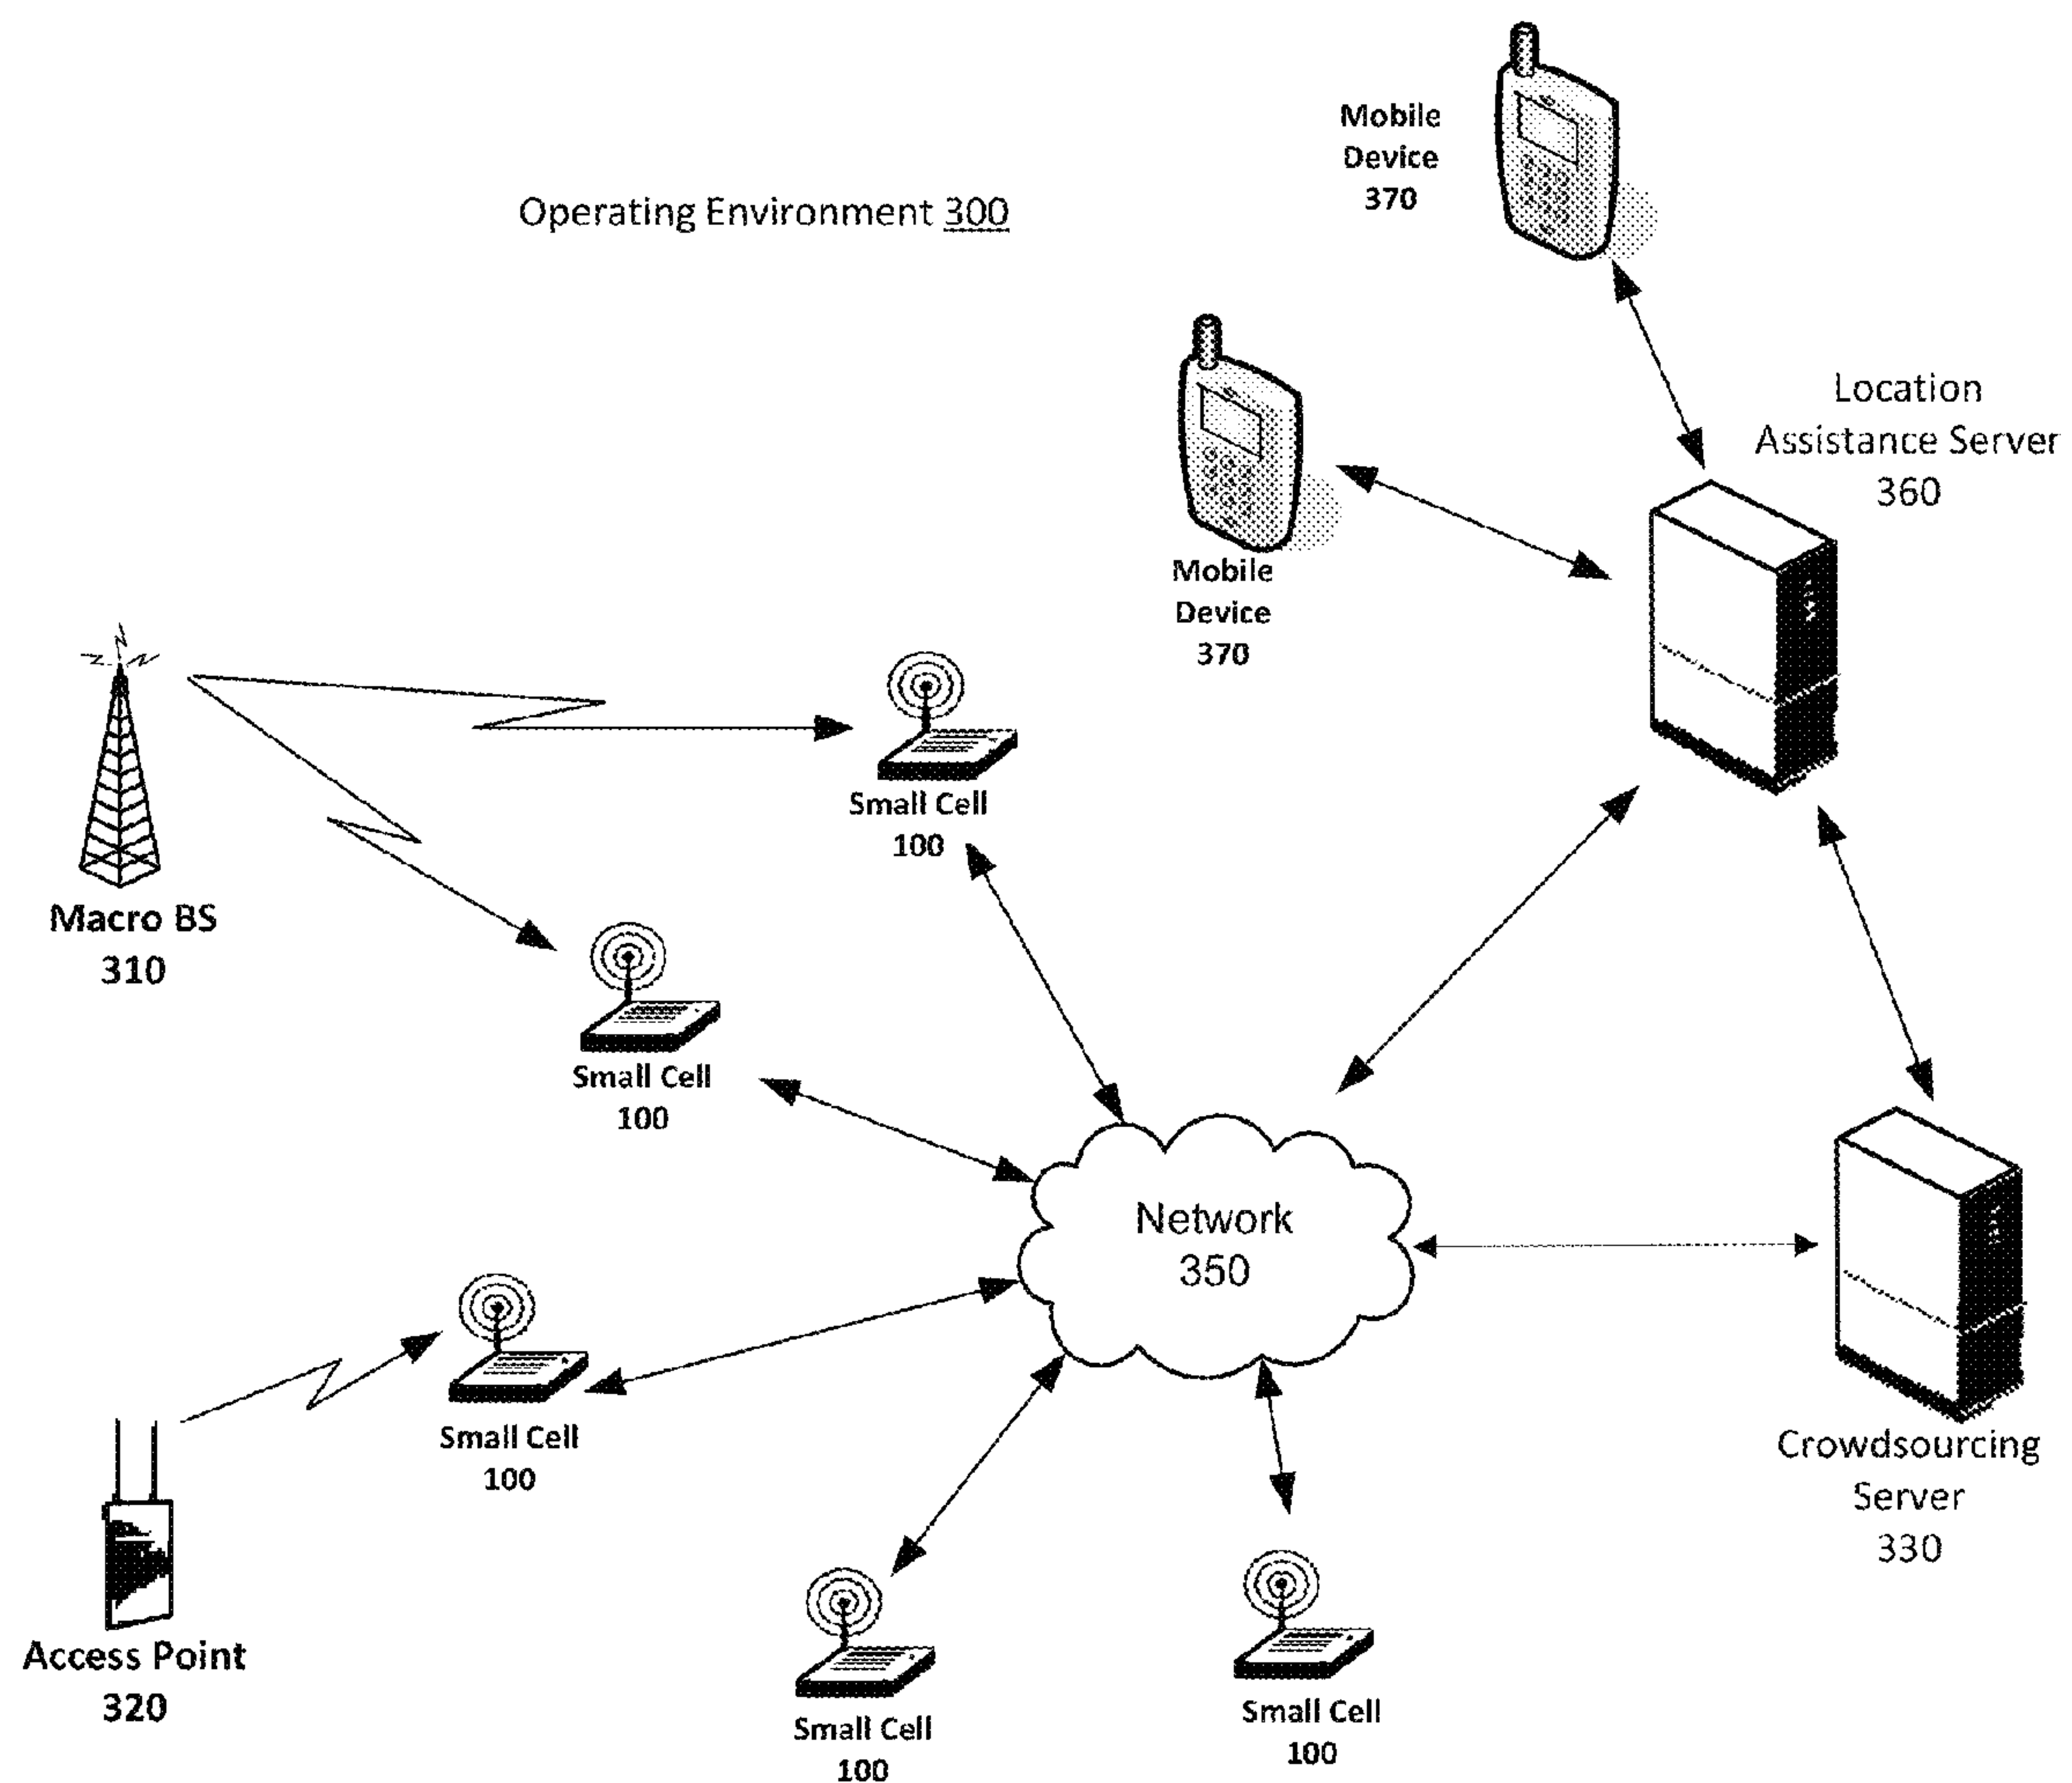 Mobile
Device
370
Operating Environment 300
Location
Assistance Server
360
Mobile
Device
370
Small Cell
100
Macro BS
310
Small Cell
100
Network
350
Small Cell
100
Crowdsourcing
Server
330
Access Point
320
Small Cell
100
Small Cell
100